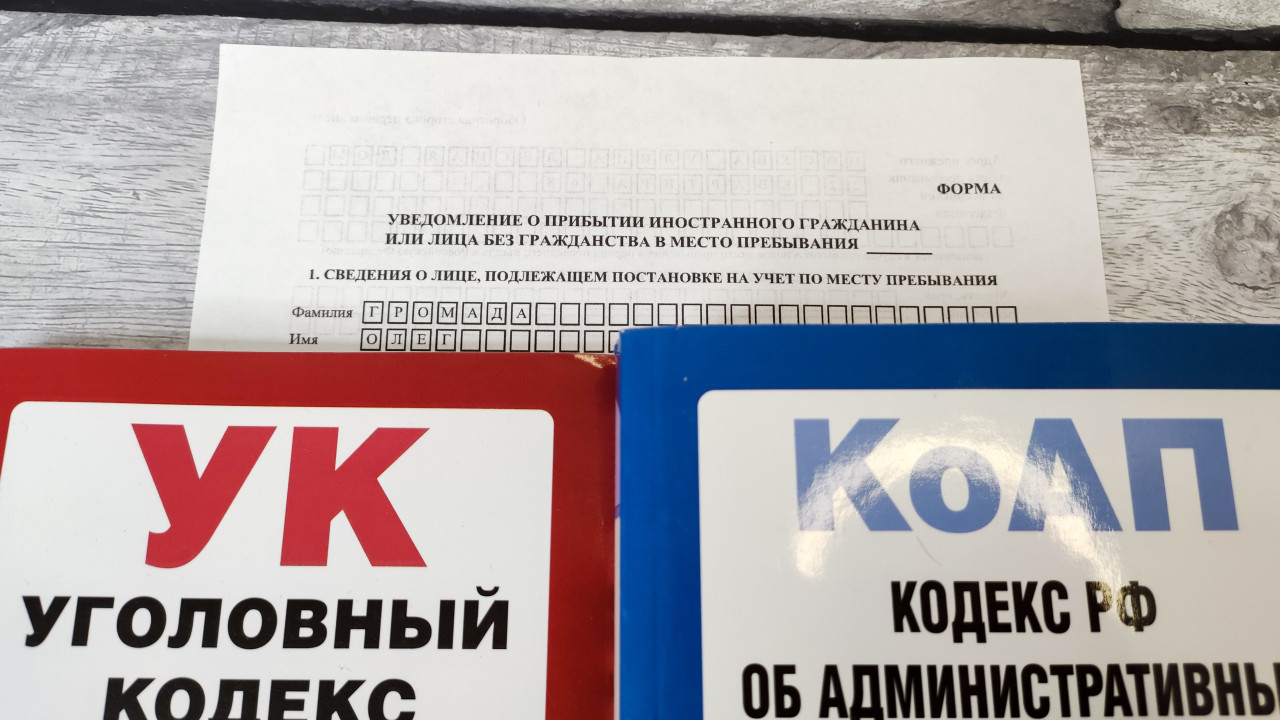 ФОРМА
УВЕДОМЛЕНИЕ О ПРИБЫТИИ ИНОСТРАННОГО ГРАЖДАНИНА
ИЛИ ЛИЦА БЕЗ ГРАЖДАНСТВА В МЕСТО ПРЕБЫВАНИЯ
1. СВЕДЕНИЯ О ЛИЦЕ, ПОДЛЕЖАЩЕМ ПОСТАНОВКЕ НА УЧЕТ ПО МЕСТУ ПРЕБЫВАНИЯ
Фамилия ГРОМАДА
Имя ОЛЕГ
УК
УГОЛОВНЫЙ
КОДЕКС
КоАП
КОДЕКС РФ
ОБ АДМИНИСТРАТИВНЫ